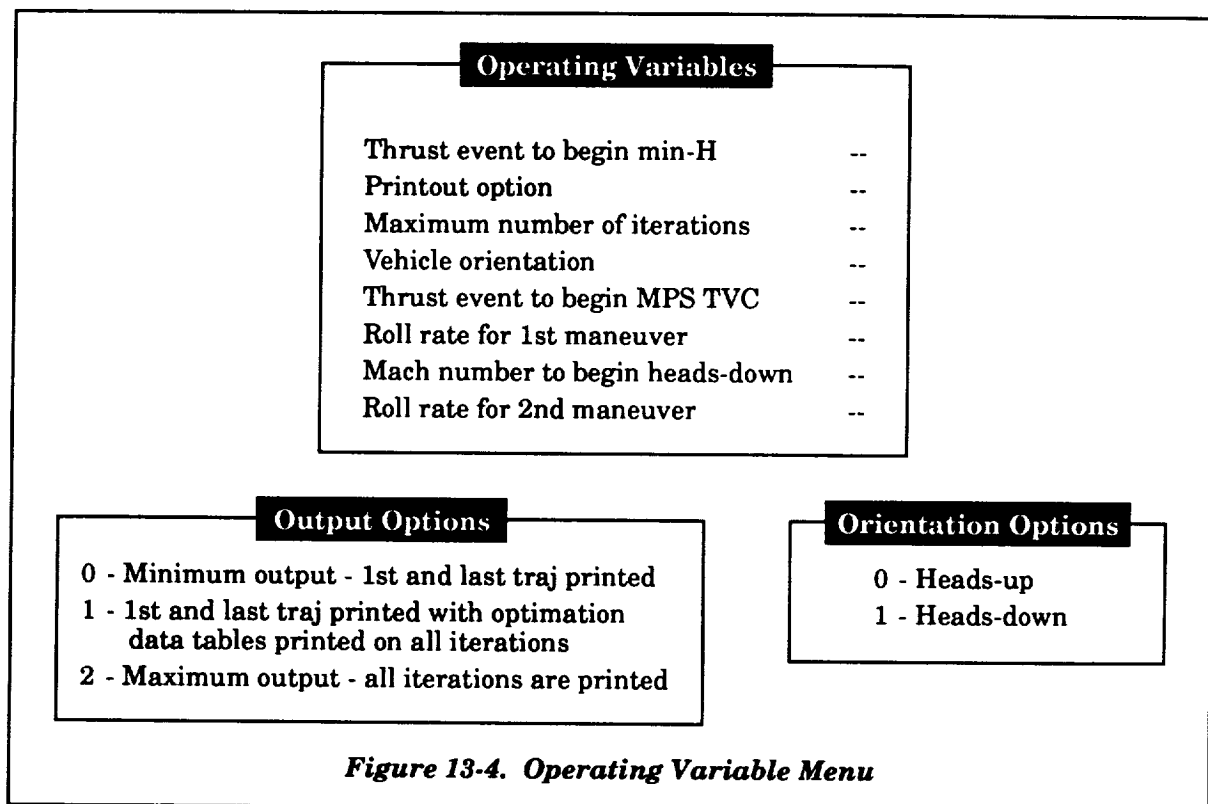 Operating Variables
Thrust event to begin min-H --
Printout option --
Maximum number of iterations --
Vehicle orientation --
Thrust event to begin MPS TVC --
Roll rate for 1st maneuver --
Mach number to begin heads-down --
Roll rate for 2nd maneuver --
Output Options
0 - Minimum output - 1st and last traj printed
1 - 1st and last traj printed with optimation
data tables printed on all iterations
2 - Maximum output - all iterations are printed
Orientation Options
0 - Heads-up
1 - Heads-down
Figure 13-4. Operating Variable Menu